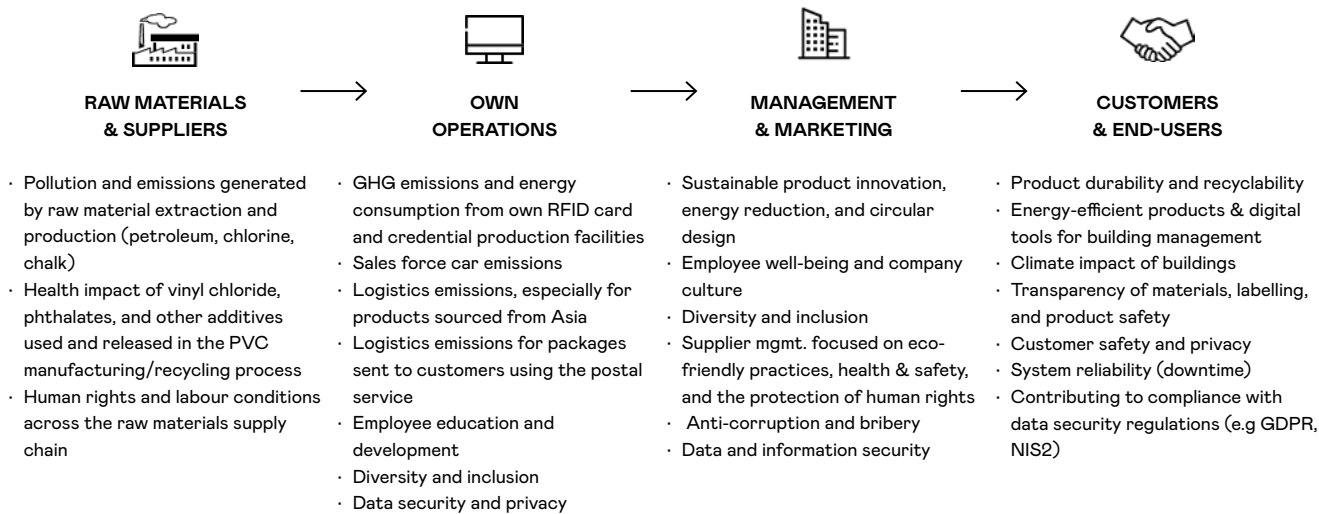 RAW MATERIALS
& SUPPLIERS
· Pollution and emissions generated
by raw material extraction and
production (petroleum, chlorine,
chalk)
· Health impact of vinyl chloride,
phthalates, and other additives
used and released in the PVC
manufacturing/recycling process
· Human rights and labour conditions
across the raw materials supply
chain
OWN
OPERATIONS
· GHG emissions and energy
consumption from own RFID card
and credential production facilities
· Sales force car emissions
· Logistics emissions, especially for
products sourced from Asia
· Logistics emissions for packages
sent to customers using the postal
service
· Employee education and
development
· Diversity and inclusion
· Data security and privacy
MANAGEMENT
& MARKETING
· Sustainable product innovation,
energy reduction, and circular
design
· Employee well-being and company
culture
· Diversity and inclusion
· Supplier mgmt. focused on eco-
friendly practices, health & safety,
and the protection of human rights
· Anti-corruption and bribery
· Data and information security
CUSTOMERS
& END-USERS
· Product durability and recyclability
· Energy-efficient products & digital
tools for building management
· Climate impact of buildings
· Transparency of materials, labelling,
and product safety
· Customer safety and privacy
· System reliability (downtime)
· Contributing to compliance with
data security regulations (e.g GDPR,
NIS2)